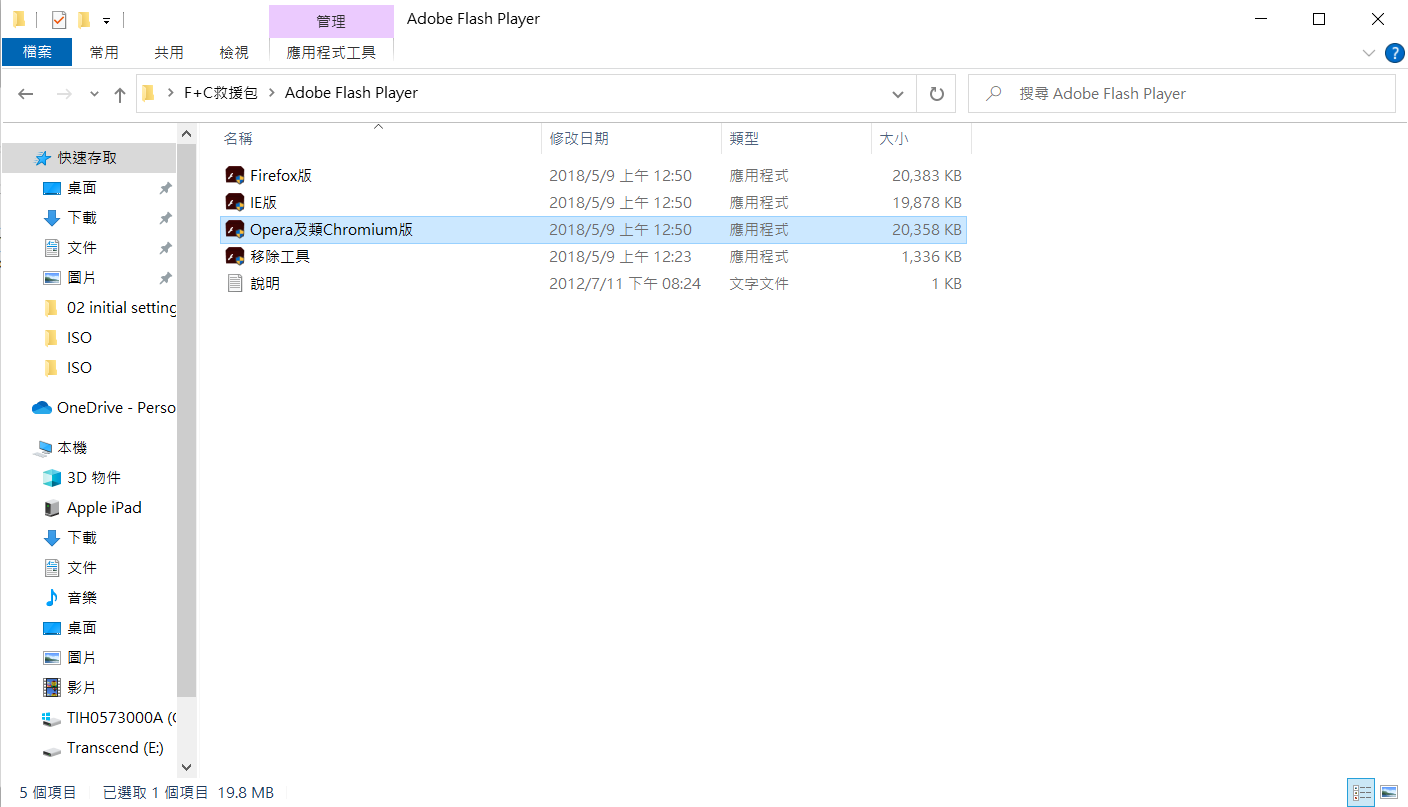 管理
Adobe Flash Player
檔案
常用
共用
檢視
應用程式工具
?
F+C救援包
Adobe Flash Player
搜尋 Adobe Flash Player
名稱
修改日期
類型
大小
Firefox版 2018/5/9 上午 12:50 應用程式 20,383 KB
IE版 2018/5/9 上午 12:50 應用程式 19,878 KB
Opera及類Chromium版 2018/5/9 上午 12:50 應用程式 20,358 KB
移除工具 2018/5/9 上午 12:23 應用程式 1,336 KB
說明 2012/7/11 下午 08:24 文字文件 1 KB
快速存取
桌面
下載
文件
圖片
02 initial setting
ISO
ISO
OneDrive - Perso
本機
3D 物件
Apple iPad
下載
文件
音樂
桌面
圖片
影片
TIH0573000A (
Transcend (E:)
5 個項目
已選取 1 個項目 19.8 MB